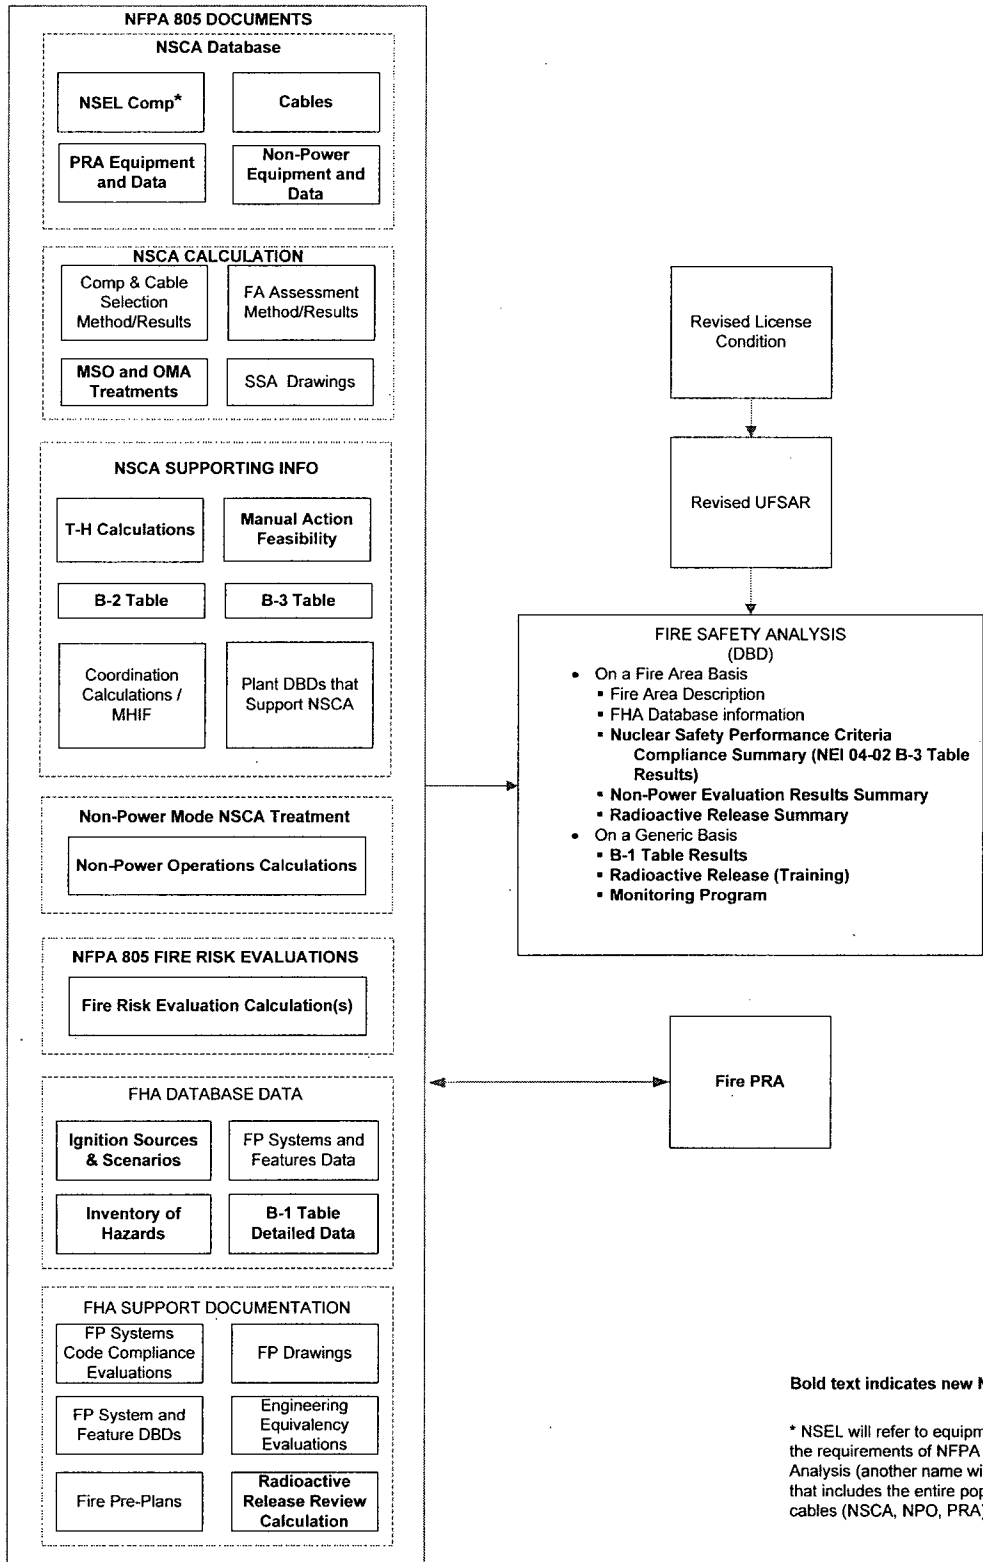 NFPA 805 DOCUMENTS
NSCA Database
NSEL Comp*
Cables
PRA Equipment
and Data
Non-Power
Equipment and
Data
NSCA CALCULATION
Comp & Cable
Selection
Method/Results
FA Assessment
Method/Results
MSO and OMA
Treatments
SSA Drawings
NSCA SUPPORTING INFO
T-H Calculations
Manual Action
Feasibility
B-2 Table
B-3 Table
Coordination
Calculations /
MHIF
Plant DBDs that
Support NSCA
Non-Power Mode NSCA Treatment
Non-Power Operations Calculations
NFPA 805 FIRE RISK EVALUATIONS
Fire Risk Evaluation Calculation(s)
FHA DATABASE DATA
Ignition Sources
& Scenarios
FP Systems and
Features Data
Inventory of
Hazards
B-1 Table
Detailed Data
FHA SUPPORT DOCUMENTATION
FP Systems
Code Compliance
Evaluations
FP Drawings
FP System and
Feature DBDs
Engineering
Equivalency
Evaluations
Fire Pre-Plans
Radioactive
Release Review
Calculation
Revised License
Condition
Revised UFSAR
FIRE SAFETY ANALYSIS
(DBD)
• On a Fire Area Basis
▪ Fire Area Description
▪ FHA Database information
▪ Nuclear Safety Performance Criteria
Compliance Summary (NEI 04-02 B-3 Table
Results)
▪ Non-Power Evaluation Results Summary
▪ Radioactive Release Summary
• On a Generic Basis
▪ B-1 Table Results
▪ Radioactive Release (Training)
▪ Monitoring Program
Fire PRA
Bold text indicates new
* NSEL will refer to
the requirements of NFPA
Analysis (another name
that includes the entire
cables (NSCA, NPO, PRA)